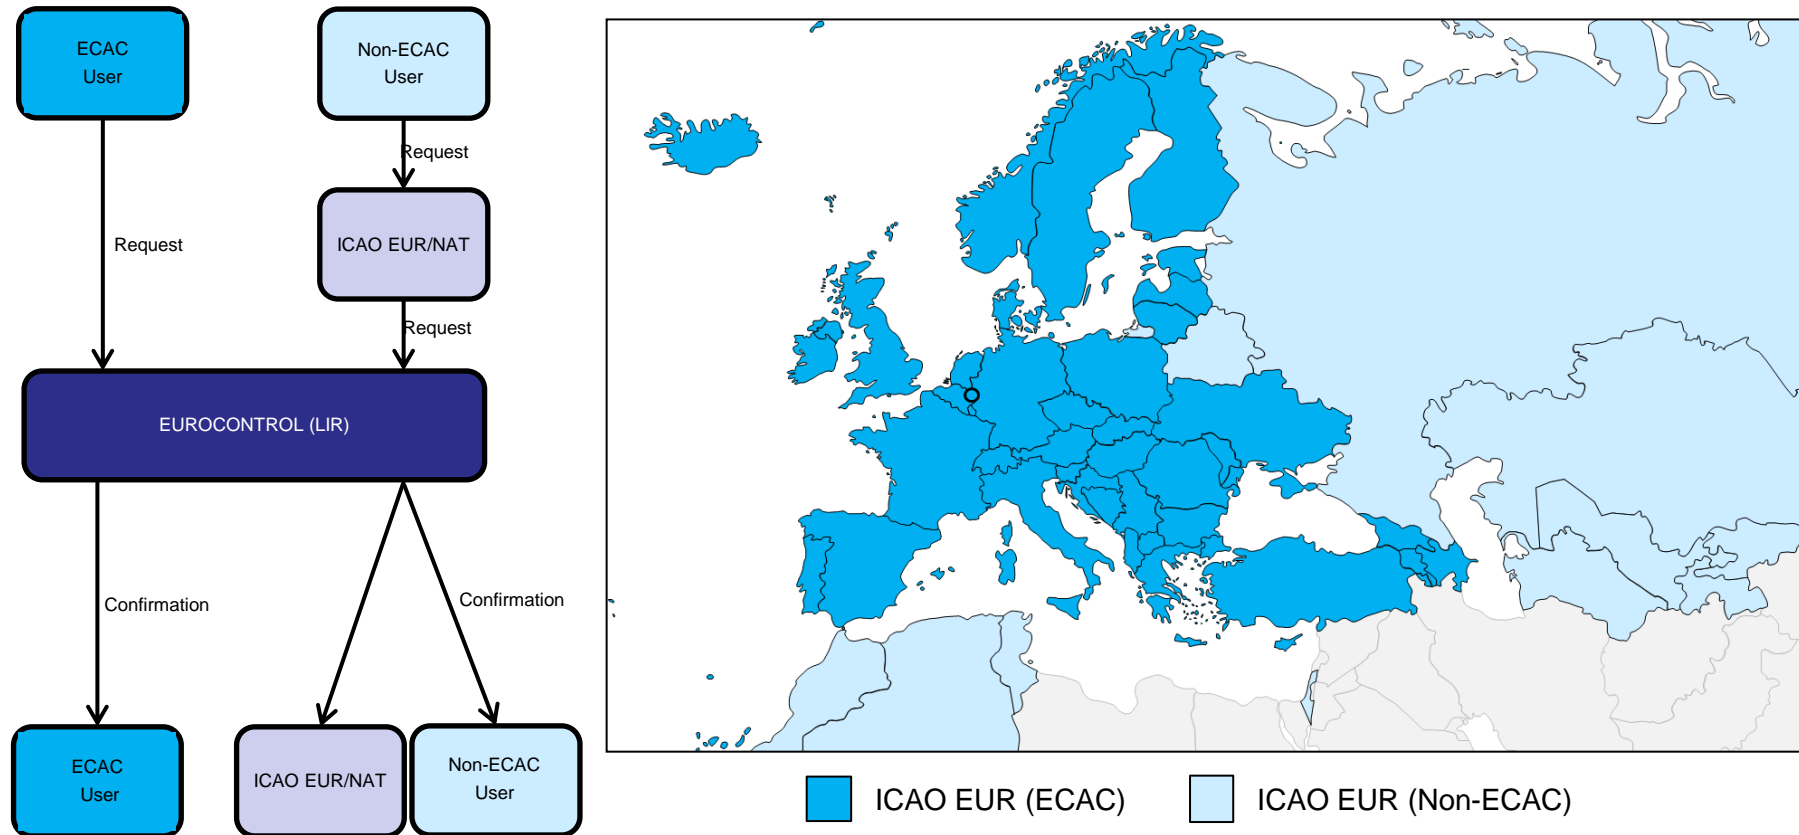 ECAC
User
Non-ECAC
User
Request
ICAO EUR/NAT
Request
Request
EUROCONTROL (LIR)
Confirmation
Confirmation
ECAC
User
ICAO EUR/NAT
Non-ECAC
User
ICAO EUR (ECAC)
ICAO EUR (Non-ECAC)